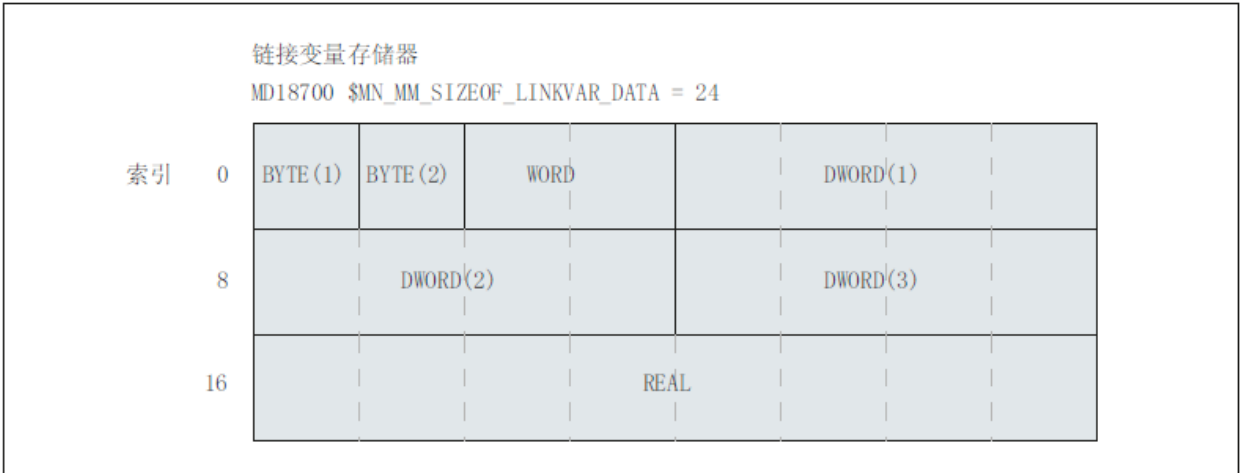 链接变量存储器
MD18700 $MN_MM_SIZEOF_LINKVAR_DATA = 24
索引 0 BYTE(1) BYTE(2) WORD DWORD(1)
8 DWORD(2) DWORD(3)
16 REAL